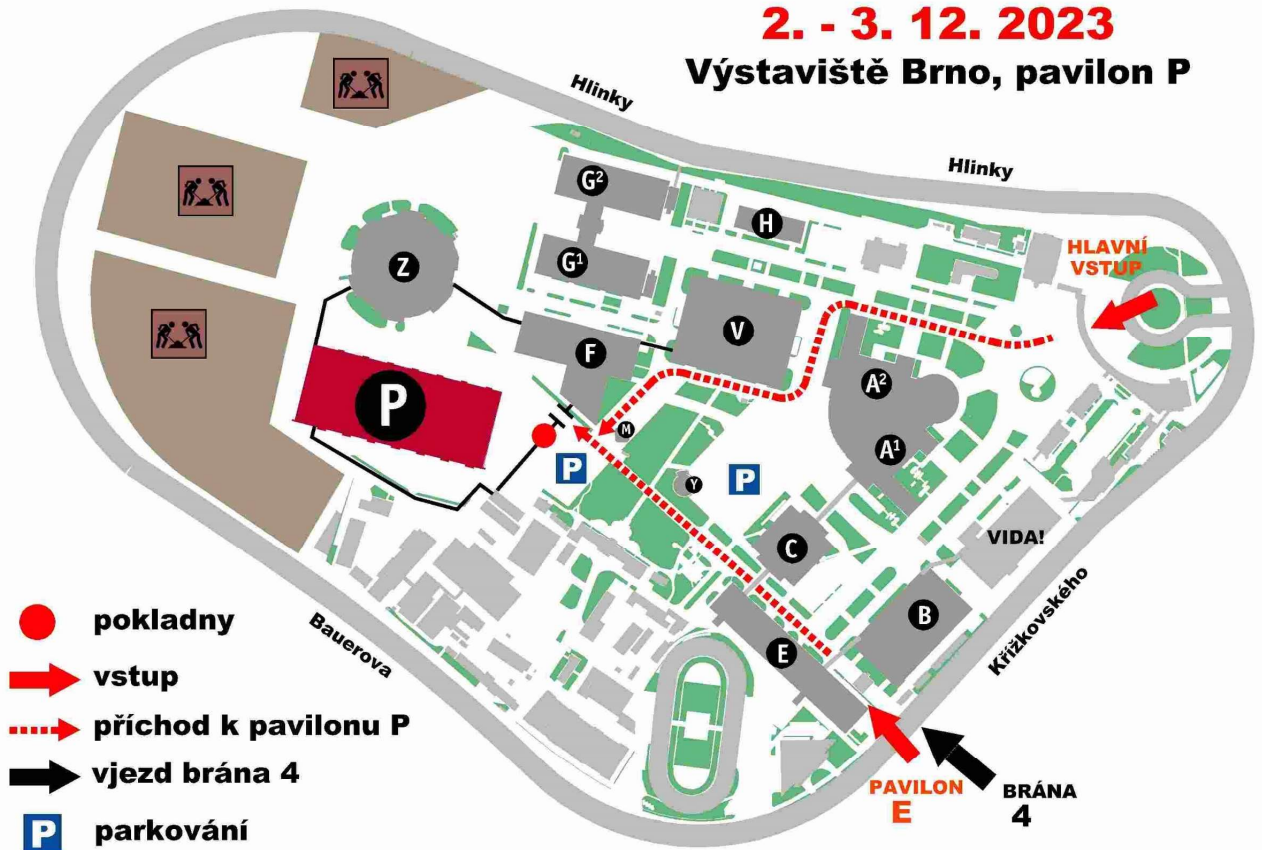 2. - 3. 12. 2023
Výstaviště Brno, pavilon P
Hlinky
Hlinky
HLAVNÍ
VSTUP
G²
H
G¹
Z
V
F
A²
P
A¹
M
P
Y
P
C
VIDA!
B
E
Křížkovského
Bauerova
PAVILON
E
BRÁNA
4
pokladny
vstup
příchod k pavilonu P
vjezd brána 4
P parkování